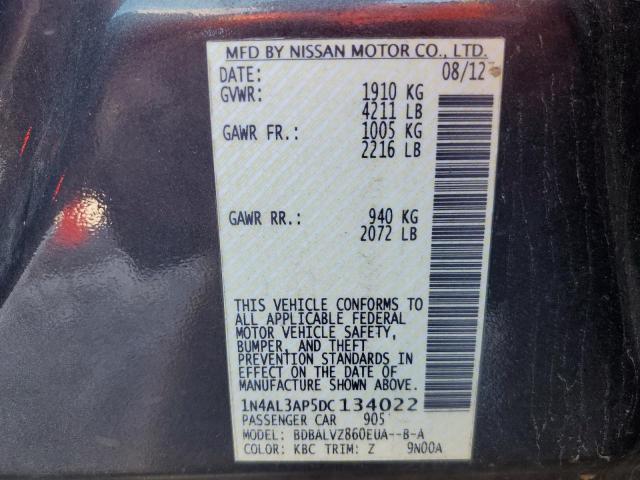 MFD BY NISSAN MOTOR CO., LTD.
DATE: 08/12
GVWR: 1910 KG
4211 LB
GAWR FR.: 1005 KG
2216 LB
GAWR RR.: 940 KG
2072 LB
THIS VEHICLE CONFORMS TO
ALL APPLICABLE FEDERAL
MOTOR VEHICLE SAFETY,
BUMPER, AND THEFT
PREVENTION STANDARDS IN
EFFECT ON THE DATE OF
MANUFACTURE SHOWN ABOVE.
1N4AL3AP5DC134022
PASSENGER CAR 905
MODEL: BDBALVZ860EUA--B-A
COLOR: KBC TRIM: Z 9N00A